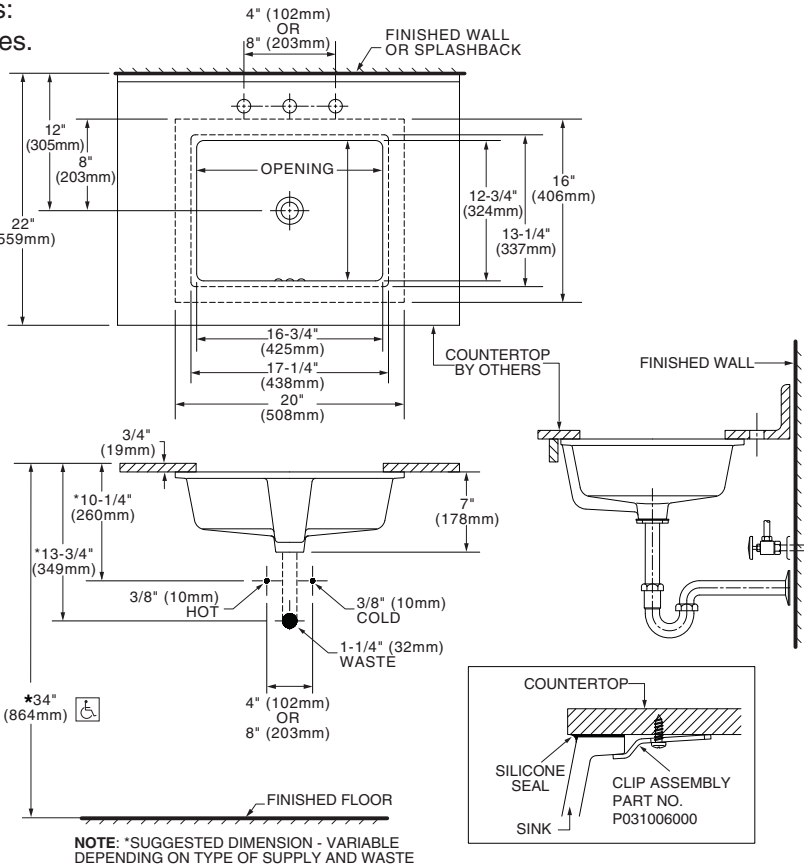 s:
es.
4" (102mm)
OR
8" (203mm)
FINISHED WALL
OR SPLASHBACK
12"
(305mm)
8"
(203mm)
22"
559mm)
OPENING
12-3/4"
(324mm)
13-1/4"
(337mm)
16"
(406mm)
16-3/4"
(425mm)
17-1/4"
(438mm)
20"
(508mm)
COUNTERTOP
BY OTHERS
FINISHED WALL
3/4"
(19mm)
*10-1/4"
(260mm)
*13-3/4"
(349mm)
7"
(178mm)
3/8" (10mm)
HOT
3/8" (10mm)
COLD
1-1/4" (32mm)
WASTE
*34"
(864mm)
4" (102mm)
OR
8" (203mm)
FINISHED FLOOR
COUNTERTOP
SILICONE
SEAL
SINK
CLIP ASSEMBLY
PART NO.
P031006000
NOTE: *SUGGESTED DIMENSION - VARIABLE
DEPENDING ON TYPE OF SUPPLY AND WASTE